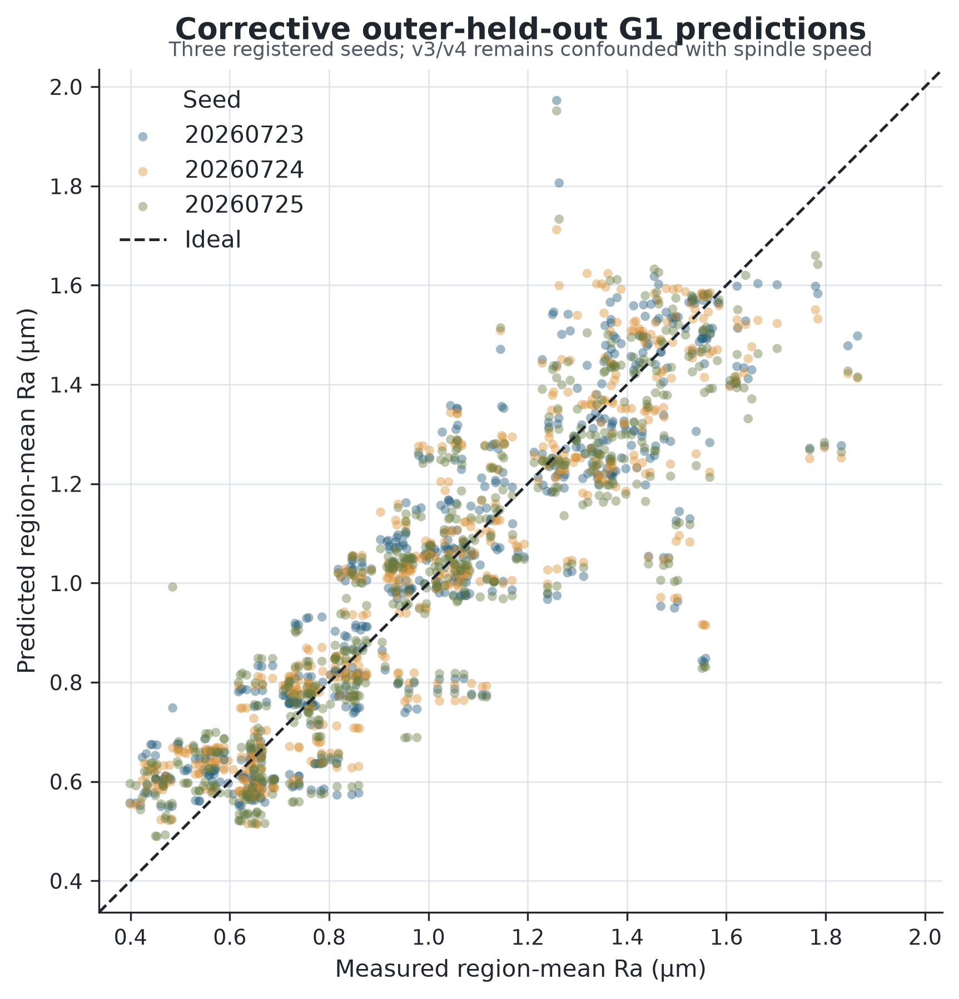 Corrective outer-held-out G1 predictions
Three registered seeds; v3/v4 remains confounded with spindle speed
Seed
20260723
20260724
20260725
Ideal
Predicted region-mean Ra (µm)
2.0
1.8
1.6
1.4
1.2
1.0
0.8
0.6
0.4
0.4 0.6 0.8 1.0 1.2 1.4 1.6 1.8 2.0
Measured region-mean Ra (µm)